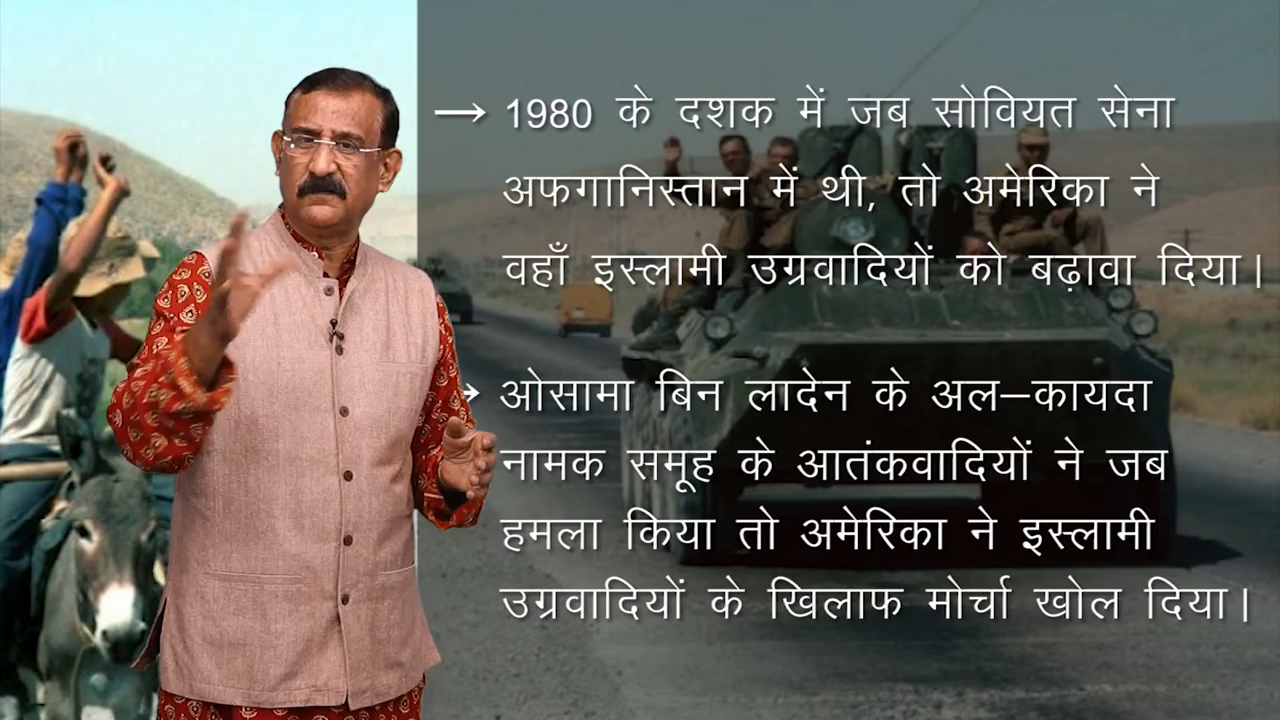 → 1980 के दशक में जब सोवियत सेना
अफगानिस्तान में थी, तो अमेरिका ने
वहाँ इस्लामी उग्रवादियों को बढ़ावा दिया।
→ ओसामा बिन लादेन के अल–कायदा
नामक समूह के आतंकवादियों ने जब
हमला किया तो अमेरिका ने इस्लामी
उग्रवादियों के खिलाफ मोर्चा खोल दिया।